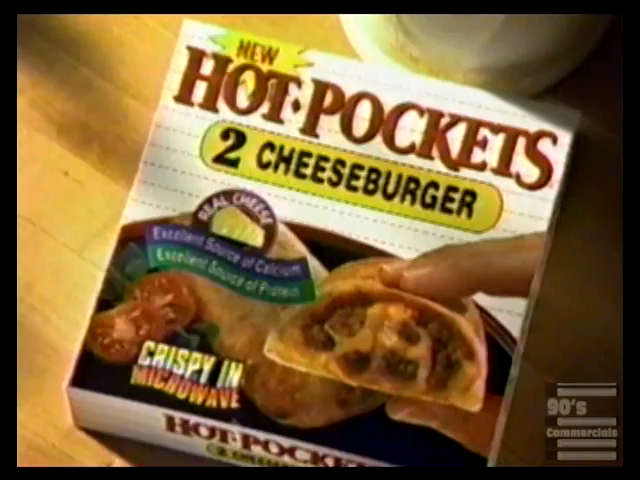 NEW
HOT·POCKETS
2 CHEESEBURGER
REAL CHEESE
Excellent Source of Calcium
Excellent Source of Protein
CRISPY IN
MICROWAVE
HOT·POCKETS
90's
Commercials